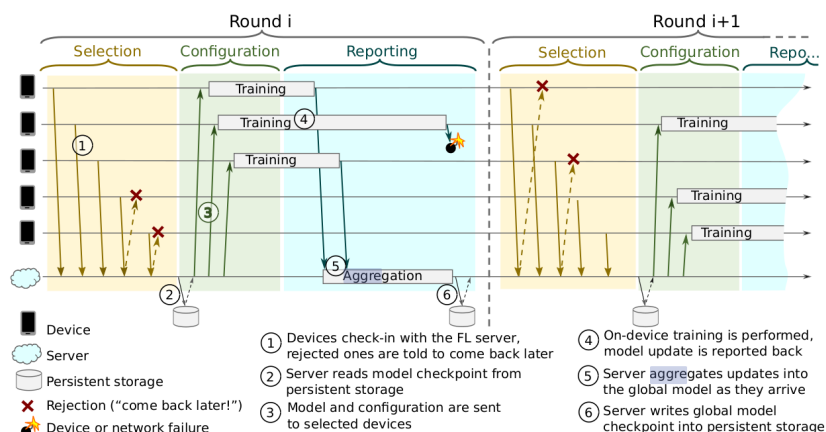 Round i
Round i+1
Selection
Configuration
Reporting
Selection
Configuration
Repo...
Training
Training
4
Training
Training
1
Training
3
Training
Training
5
Aggregation
2
6
Device
Server
Persistent storage
Rejection (“come back later!”)
Device or network failure
1
Devices check-in with the FL server,
rejected ones are told to come back later
2
Server reads model checkpoint from
persistent storage
3
Model and configuration are sent
to selected devices
4
On-device training is performed,
model update is reported back
5
Server aggregates updates into
the global model as they arrive
6
Server writes global model
checkpoint into persistent storage